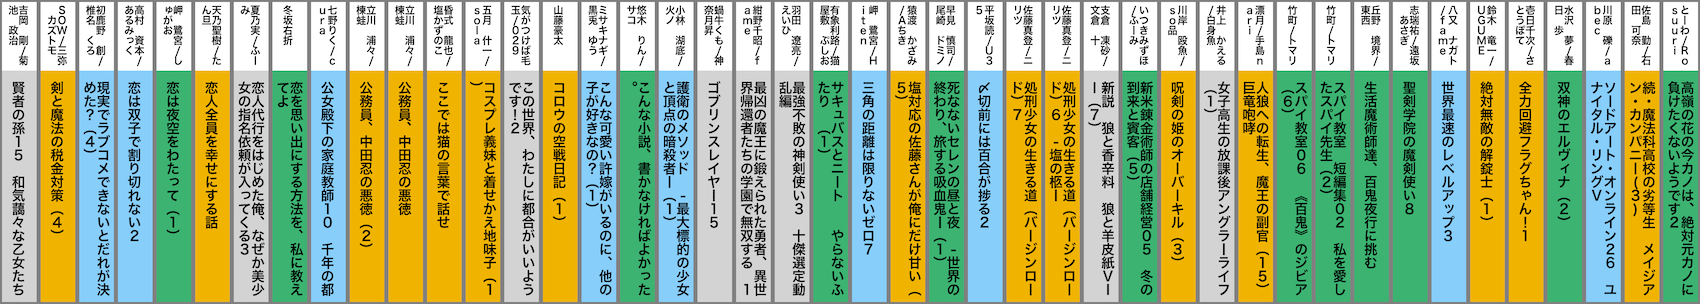 とーわ/Ro
suuri
高嶺の花の今カノは、絶対元カノに
負けたくないようです2
佐島 勤/石
田 可奈
続・魔法科高校の劣等生 メイジア
ン・カンパニー(3)
川原 礫/a
bec
ソードアート・オンライン26 ユ
ナイタル・リングV
水沢 夢/春
日 歩
双神のエルヴィナ(2)
壱日千次/さ
とうぽて
全力回避フラグちゃん!1
鈴木 竜一/
UGUME
絶対無敵の解錠士(1)
八又 ナガト
/fame
世界最速のレベルアップ3
志瑞祐/遠坂
あさぎ
聖剣学院の魔剣使い8
丘野 境界/
東西
生活魔術師達、百鬼夜行に挑む
竹町/トマリ
スパイ教室 短編集02 私を愛し
たスパイ先生(2)
竹町/トマリ
スパイ教室06 《百鬼》のジビア
(6)
漂月/手島n
ari
人狼への転生、魔王の副官(15)
巨竜咆哮
井上 かえる
/白身魚
女子高生の放課後アングラーライフ
(1)
川岸 殴魚/
so品
呪剣の姫のオーバーキル(3)
いつきみずほ
/ふーみ
新米錬金術師の店舗経営05 冬の
到来と賓客(5)
支倉 凍砂/
文倉 十
新説 狼と香辛料 狼と羊皮紙V
ー(7)
佐藤真登/ニ
リツ
処刑少女の生きる道(バージンロー
ド)6 -塩の柩-
佐藤真登/ニ
リツ
処刑少女の生きる道(バージンロー
ド)7
平坂読/U3
5
〆切前には百合が捗る2
早見 慎司/
尾崎 ドミノ
死なないセレンの昼と夜 -世界の
終わり、旅する吸血鬼-(1)
猿渡 かざみ
/Aちき
塩対応の佐藤さんが俺にだけ甘い(
5)
岬 鷺宮/H
iten
三角の距離は限りないゼロ7
有象利路/猫
屋敷 ぷしお
サキュバスとニート やらないふ
たり(1)
羽田 遼亮/
えいひ
最強不敗の神剣使い3 十傑選定動
乱編
紺野千昭/f
ame
最凶の魔王に鍛えられた勇者、異世
界帰還者たちの学園で無双する 1
蝸牛くも/神
奈月昇
ゴブリンスレイヤー15
小林 湖底/
火ノ
護衛のメソッド -最大標的の少女
と頂点の暗殺者-(1)
悠木 りん/
サコ
こんな小説、書かなければよかった
。
ミサキナギ/
黒兎 ゆう
こんな可愛い許嫁がいるのに、他の
子が好きなの?(1)
山藤豪太
コロウの空戦日記(1)
気がつけば毛
玉/029
この世界、わたしに都合がいいよう
です!2
五月 什一/
sola
コスプレ義妹と着せかえ地味子(1
)
昏式 龍也/
塩かずのこ
ここでは猫の言葉で話せ
立川 浦々/
楝蛙
公務員、中田忍の悪徳
立川 浦々/
楝蛙
公務員、中田忍の悪徳(2)
七野りく/c
ura
公女殿下の家庭教師10 千年の都
冬坂右折
恋を思い出にする方法を、私に教え
てよ
夏乃実/ふー
み
恋人代行をはじめた俺、なぜか美少
女の指名依頼が入ってくる3
天乃聖樹/た
ん旦
恋人全員を幸せにする話
岬 鷺宮/し
ゅがお
恋は夜空をわたって(1)
高村 資本/
あるみっく
恋は双子で割り切れない2
初鹿野 創/
椎名 くろ
現実でラブコメできないとだれが決
めた?(4)
SOW/三弥
カズトモ
剣と魔法の税金対策(4)
吉岡 剛/菊
池 政治
賢者の孫15 和気藹々な乙女たち